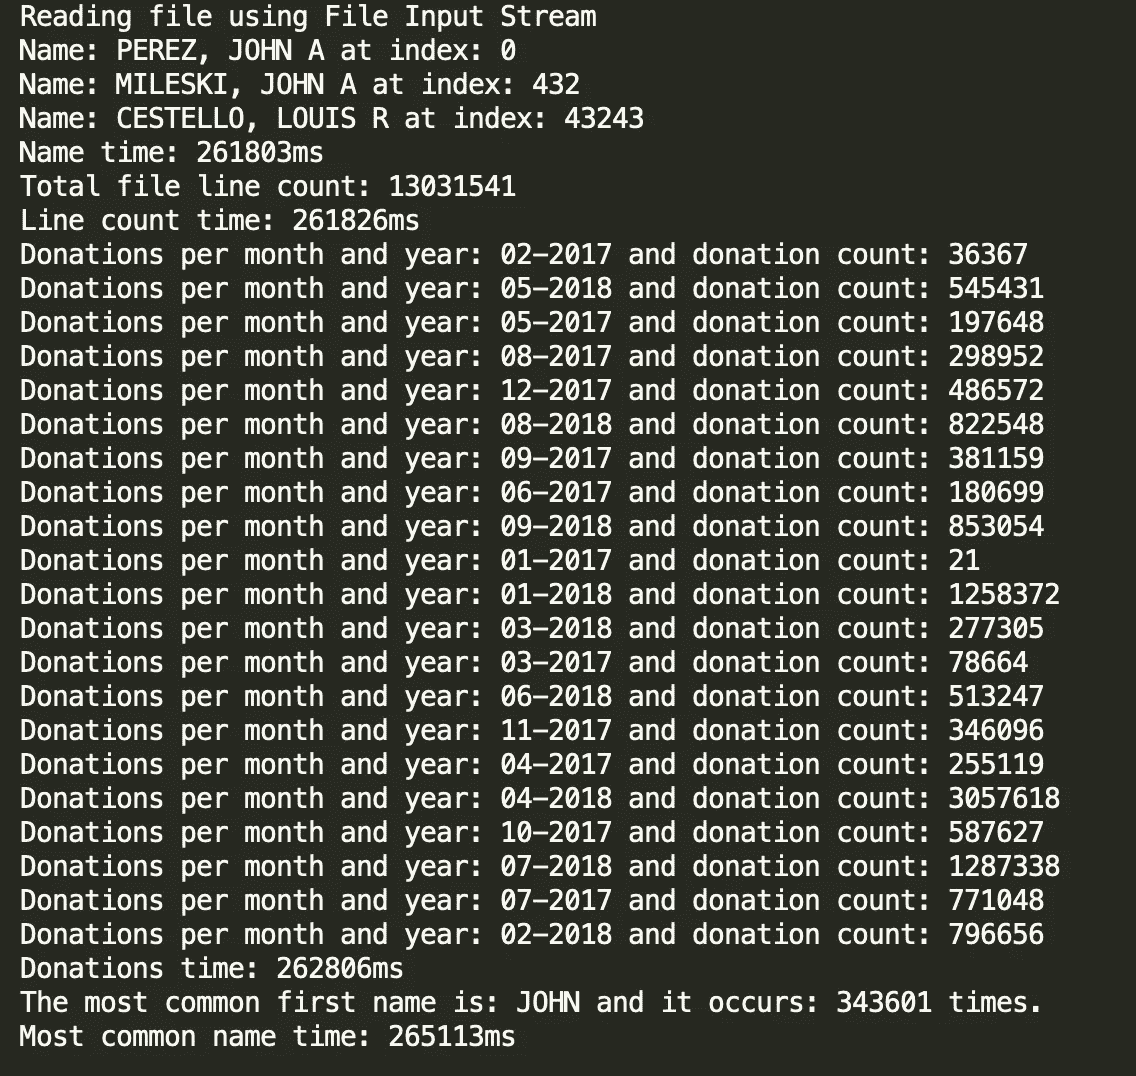 Reading file using File Input Stream
Name: PEREZ, JOHN A at index: 0
Name: MILESKI, JOHN A at index: 432
Name: CESTELLO, LOUIS R at index: 43243
Name time: 261803ms
Total file line count: 13031541
Line count time: 261826ms
Donations per month and year: 02-2017 and donation count: 36367
Donations per month and year: 05-2018 and donation count: 545431
Donations per month and year: 05-2017 and donation count: 197648
Donations per month and year: 08-2017 and donation count: 298952
Donations per month and year: 12-2017 and donation count: 486572
Donations per month and year: 08-2018 and donation count: 822548
Donations per month and year: 09-2017 and donation count: 381159
Donations per month and year: 06-2017 and donation count: 180699
Donations per month and year: 09-2018 and donation count: 853054
Donations per month and year: 01-2017 and donation count: 21
Donations per month and year: 01-2018 and donation count: 1258372
Donations per month and year: 03-2018 and donation count: 277305
Donations per month and year: 03-2017 and donation count: 78664
Donations per month and year: 06-2018 and donation count: 513247
Donations per month and year: 11-2017 and donation count: 346096
Donations per month and year: 04-2017 and donation count: 255119
Donations per month and year: 04-2018 and donation count: 3057618
Donations per month and year: 10-2017 and donation count: 587627
Donations per month and year: 07-2018 and donation count: 1287338
Donations per month and year: 07-2017 and donation count: 771048
Donations per month and year: 02-2018 and donation count: 796656
Donations time: 262806ms
The most common first name is: JOHN and it occurs: 343601 times.
Most common name time: 265113ms